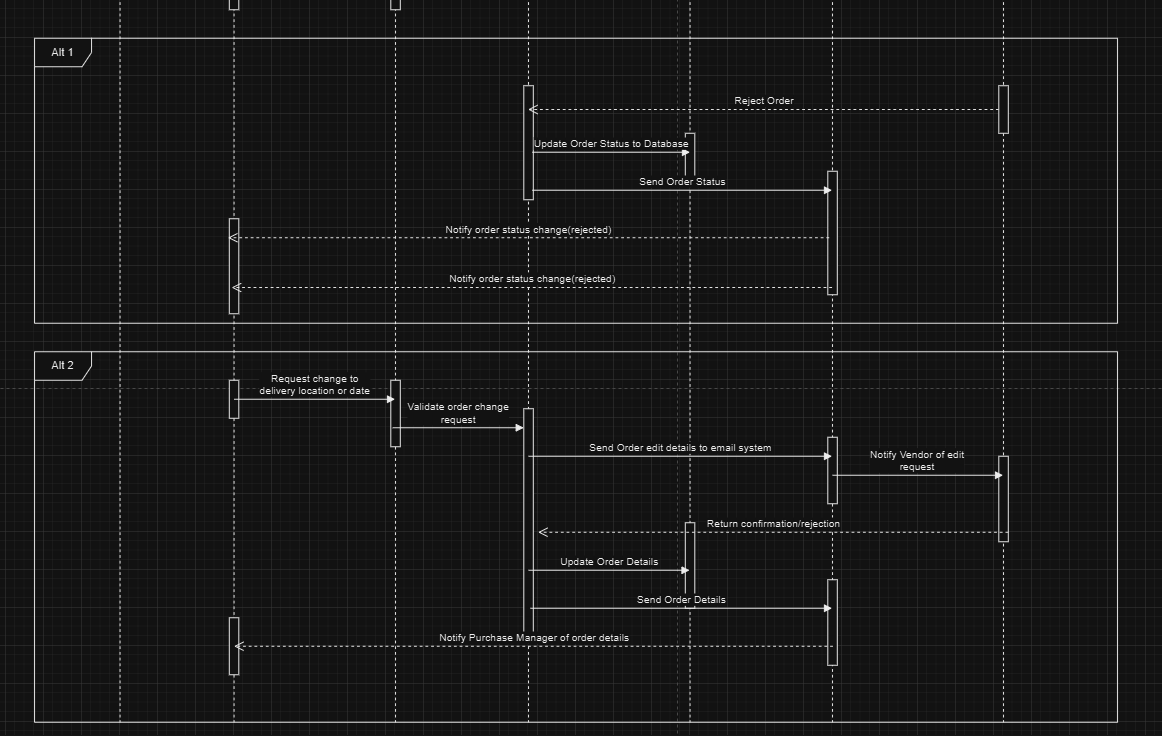 Alt 1
Reject Order
Update Order Status to Database
Send Order Status
Notify order status change(rejected)
Notify order status change(rejected)
Alt 2
Request change to
delivery location or date
Validate order change
request
Send Order edit details to email system
Notify Vendor of edit
request
Return confirmation/rejection
Update Order Details
Send Order Details
Notify Purchase Manager of order details